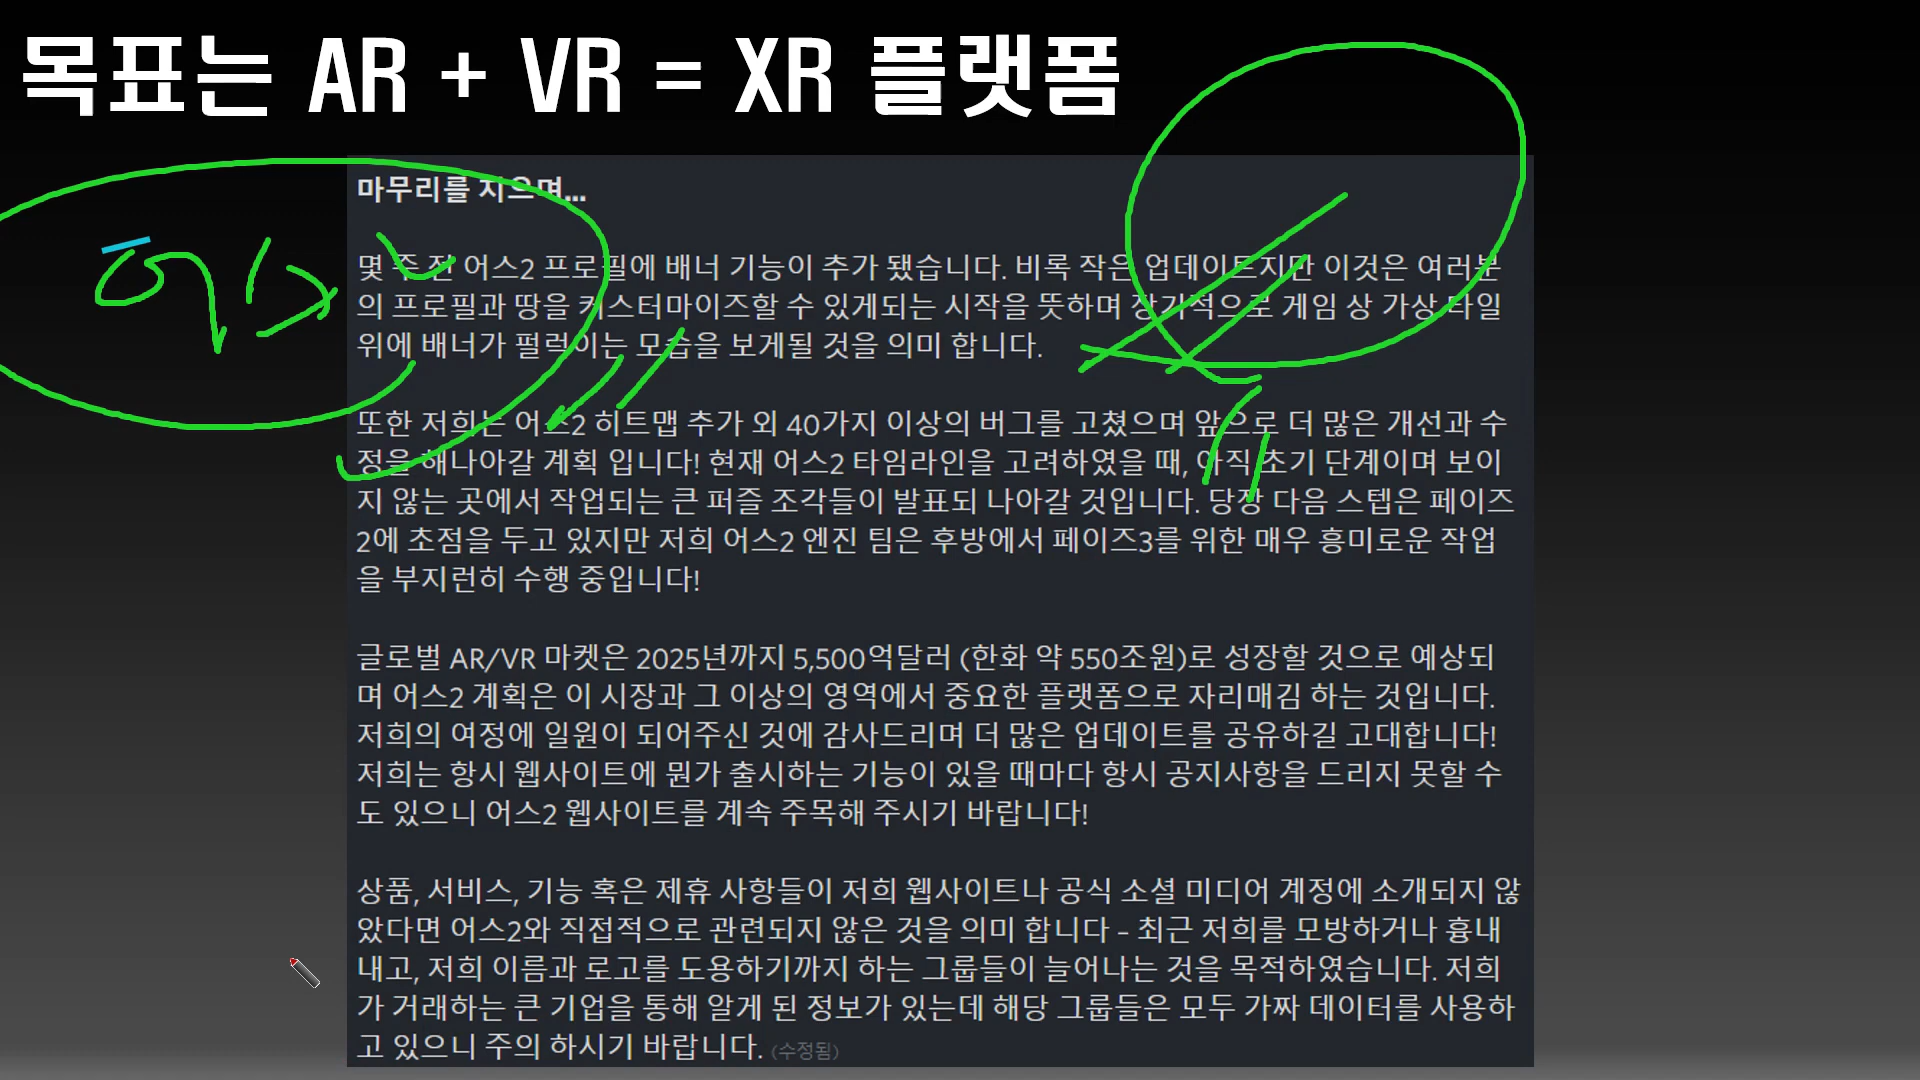 목표는 AR + VR = XR 플랫폼
마무리를 지으며...
몇 주 전 어스2 프로필에 배너 기능이 추가 됐습니다. 비록 작은 업데이트지만 이것은 여러분
의 프로필과 땅을 커스터마이즈할 수 있게되는 시작을 뜻하며 장기적으로 게임 상 가상 타일
위에 배너가 펄럭이는 모습을 보게될 것을 의미 합니다.
또한 저희는 어스2 히트맵 추가 외 40가지 이상의 버그를 고쳤으며 앞으로 더 많은 개선과 수
정을 해나아갈 계획 입니다! 현재 어스2 타임라인을 고려하였을 때, 아직 초기 단계이며 보이
지 않는 곳에서 작업되는 큰 퍼즐 조각들이 발표되 나아갈 것입니다. 당장 다음 스텝은 페이즈
2에 초점을 두고 있지만 저희 어스2 엔진 팀은 후방에서 페이즈3를 위한 매우 흥미로운 작업
을 부지런히 수행 중입니다!
글로벌 AR/VR 마켓은 2025년까지 5,500억달러 (한화 약 550조원)로 성장할 것으로 예상되
며 어스2 계획은 이 시장과 그 이상의 영역에서 중요한 플랫폼으로 자리매김 하는 것입니다.
저희의 여정에 일원이 되어주신 것에 감사드리며 더 많은 업데이트를 공유하길 고대합니다!
저희는 항시 웹사이트에 뭔가 출시하는 기능이 있을 때마다 항시 공지사항을 드리지 못할 수
도 있으니 어스2 웹사이트를 계속 주목해 주시기 바랍니다!
상품, 서비스, 기능 혹은 제휴 사항들이 저희 웹사이트나 공식 소셜 미디어 계정에 소개되지 않
았다면 어스2와 직접적으로 관련되지 않은 것을 의미 합니다 – 최근 저희를 모방하거나 흉내
내고, 저희 이름과 로고를 도용하기까지 하는 그룹들이 늘어나는 것을 목적하였습니다. 저희
가 거래하는 큰 기업을 통해 알게 된 정보가 있는데 해당 그룹들은 모두 가짜 데이터를 사용하
고 있으니 주의 하시기 바랍니다. (수정됨)